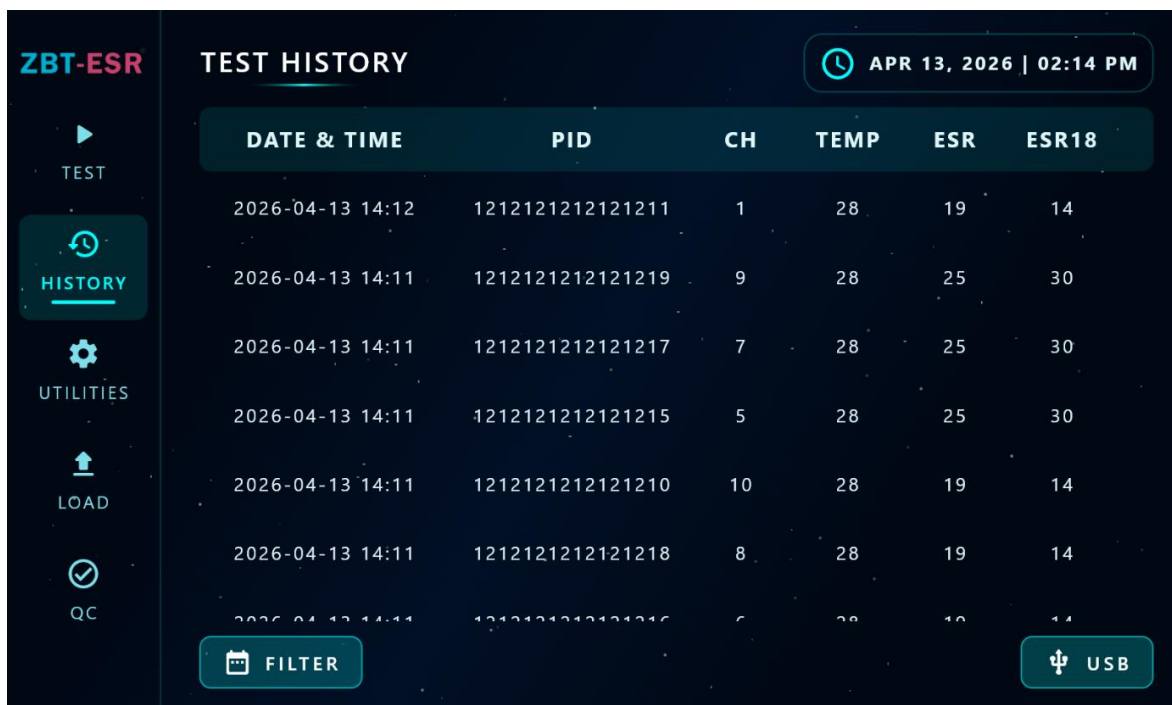 ZBT-ESR
TEST HISTORY
APR 13, 2026 | 02:14 PM
TEST
HISTORY
UTILITIES
LOAD
QC
DATE & TIME PID CH TEMP ESR ESR18
2026-04-13 14:12 1212121212121211 1 28 19 14
2026-04-13 14:11 1212121212121219 9 28 25 30
2026-04-13 14:11 1212121212121217 7 28 25 30
2026-04-13 14:11 1212121212121215 5 28 25 30
2026-04-13 14:11 1212121212121210 10 28 19 14
2026-04-13 14:11 1212121212121218 8 28 19 14
FILTER
USB